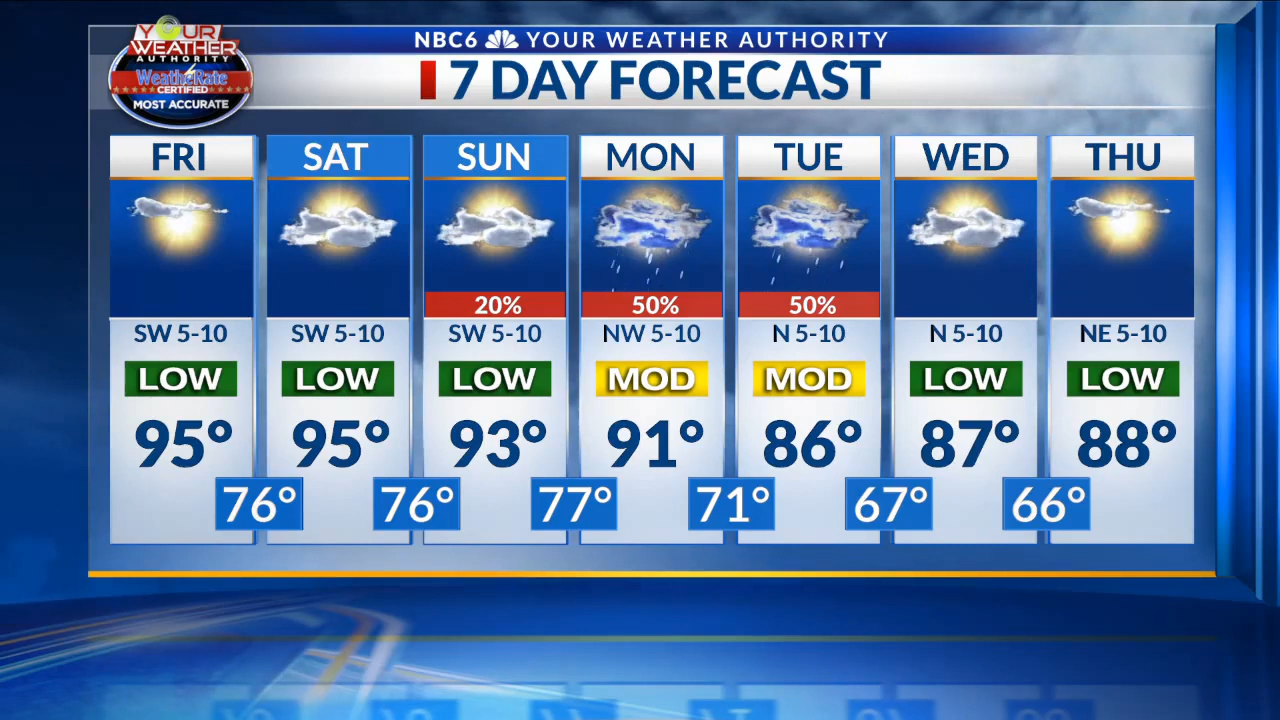 YOUR
WEATHER
AUTHORITY
WeatheRate
CERTIFIED
MOST ACCURATE
NBC6 YOUR WEATHER AUTHORITY
7 DAY FORECAST
FRI SAT SUN MON TUE WED THU
20% 50% 50%
SW 5-10 SW 5-10 SW 5-10 NW 5-10 N 5-10 N 5-10 NE 5-10
LOW LOW LOW MOD MOD LOW LOW
95° 95° 93° 91° 86° 87° 88°
76° 76° 77° 71° 67° 66°